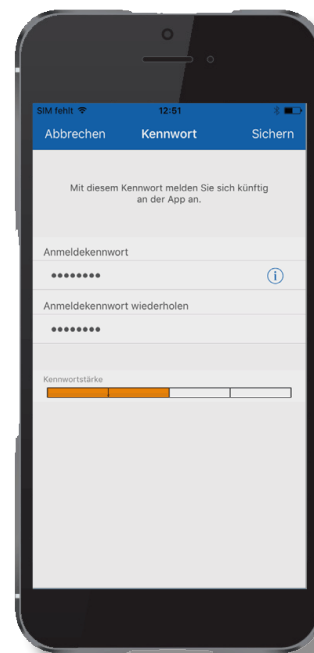 SIM fehlt 12:51
Abbrechen Kennwort Sichern
Mit diesem Kennwort melden Sie sich künftig
an der App an.
Anmeldekennwort
••••••••
Anmeldekennwort wiederholen
••••••••
Kennwortstärke